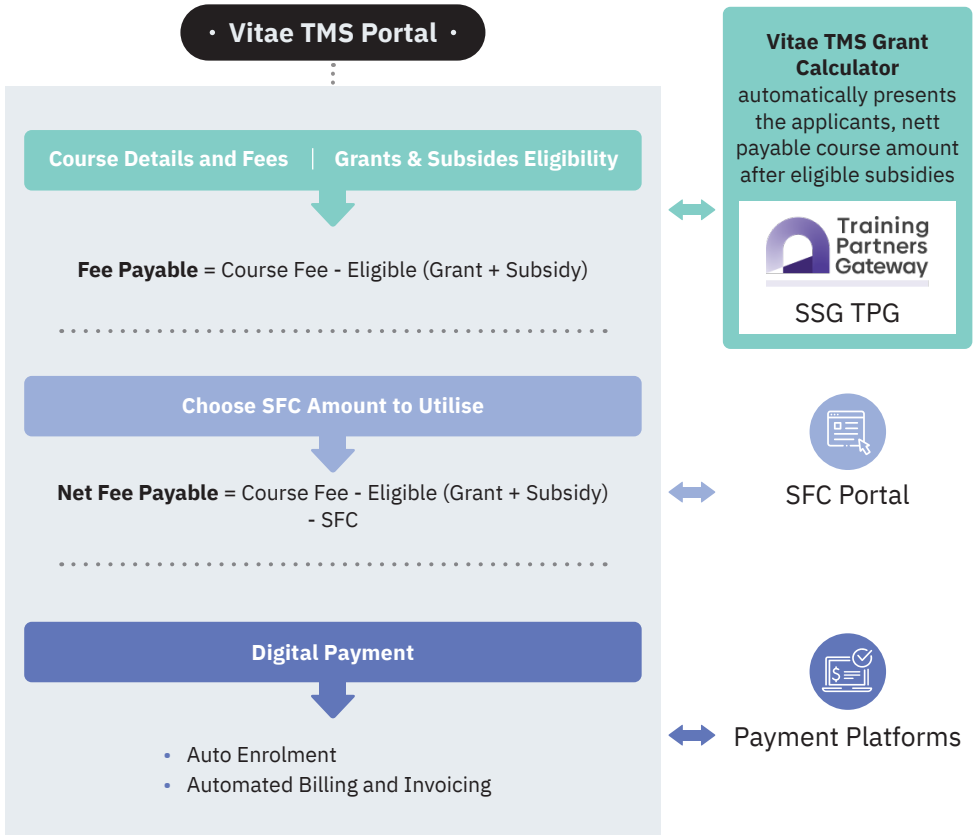 · Vitae TMS Portal ·
Course Details and Fees | Grants & Subsides Eligibility
Fee Payable = Course Fee - Eligible (Grant + Subsidy)
Choose SFC Amount to Utilise
Net Fee Payable = Course Fee - Eligible (Grant + Subsidy)
- SFC
Digital Payment
• Auto Enrolment
• Automated Billing and Invoicing
Vitae TMS Grant
Calculator
automatically presents
the applicants, nett
payable course amount
after eligible subsidies
Training
Partners
Gateway
SSG TPG
SFC Portal
$
Payment Platforms